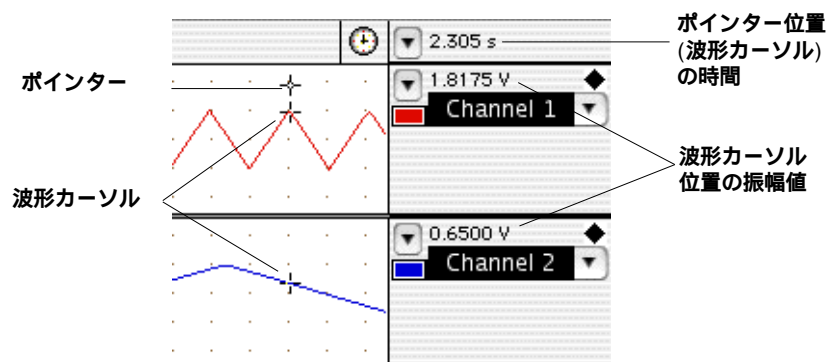 2.305 s
ポインター位置
(波形カーソル)
の時間
ポインター
1.8175 V
Channel 1
波形カーソル
波形カーソル
位置の振幅値
0.6500 V
Channel 2